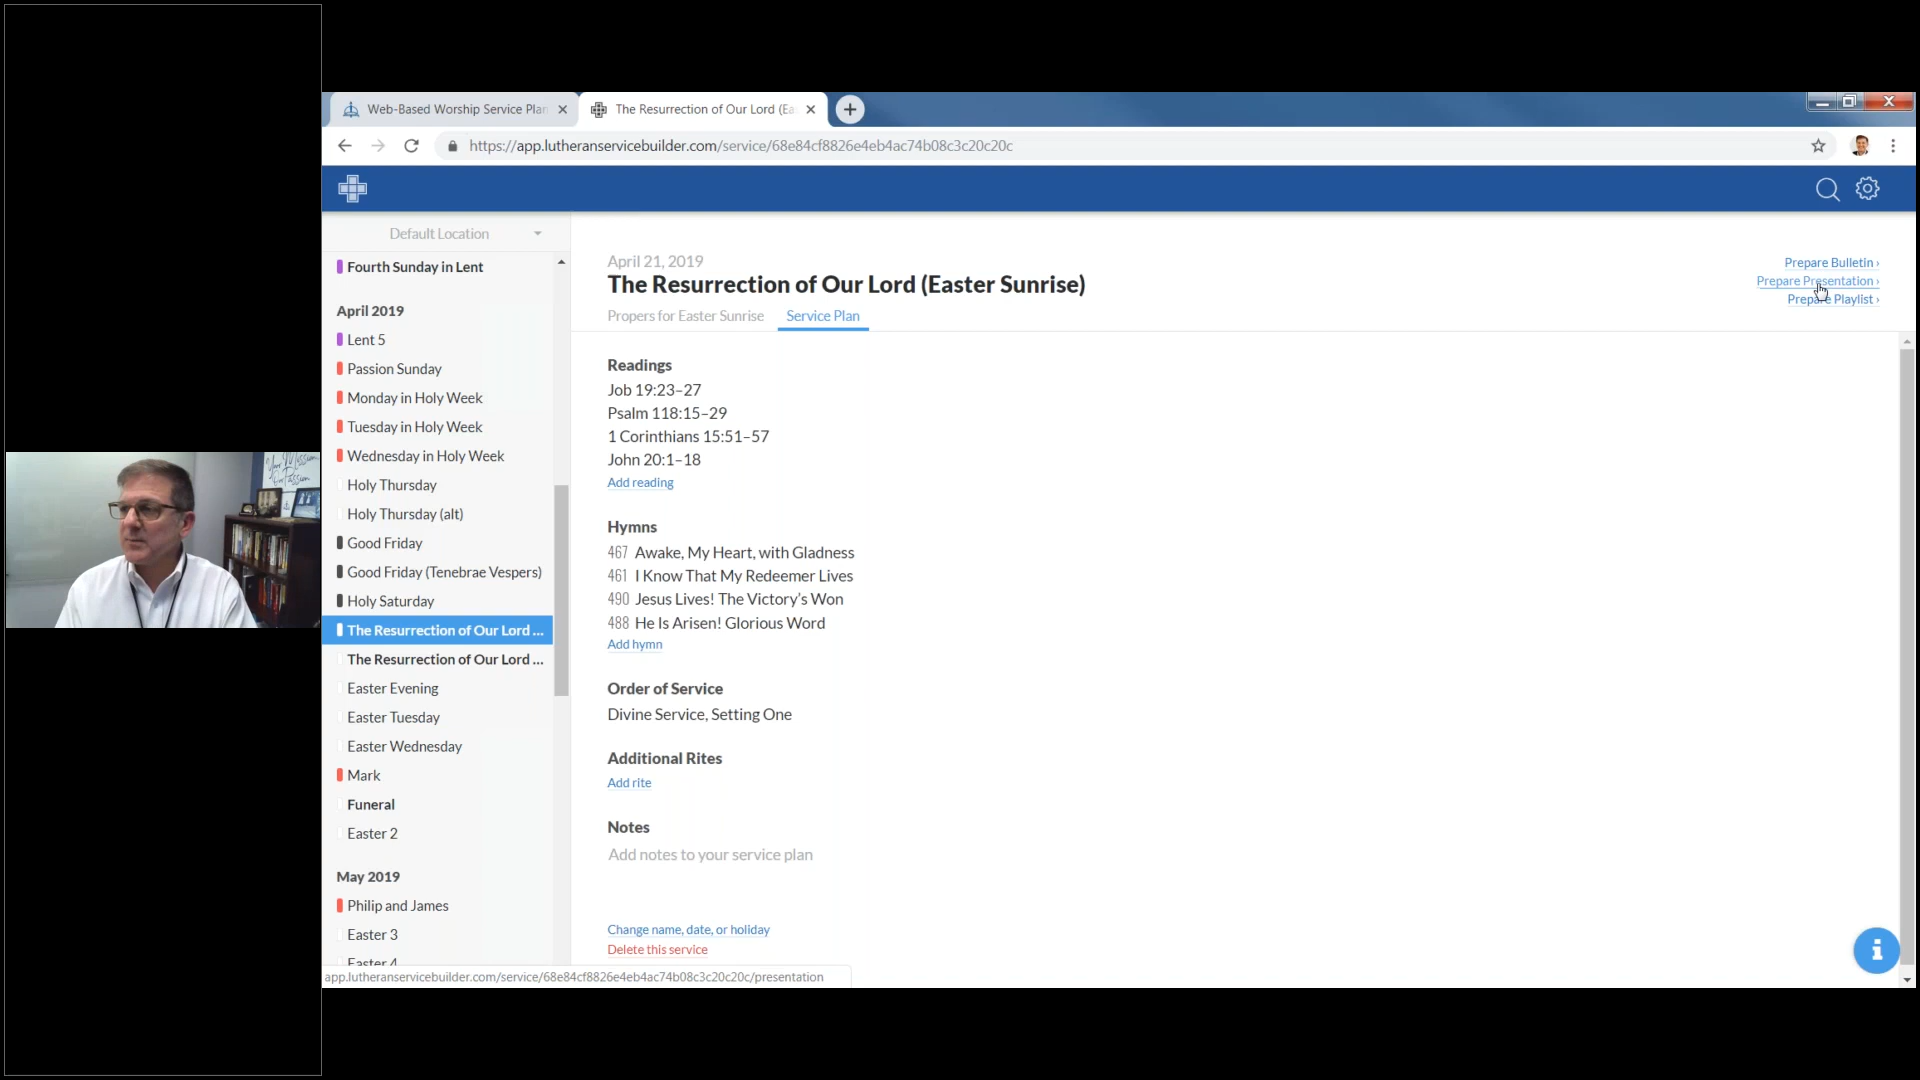 Web-Based Worship Service Plan
The Resurrection of Our Lord (Ea
https://app.lutheranservicebuilder.com/service/68e84cf8826e4eb4ac74b08c3c20c20c
Default Location
Fourth Sunday in Lent
April 2019
Lent 5
Passion Sunday
Monday in Holy Week
Tuesday in Holy Week
Wednesday in Holy Week
Holy Thursday
Holy Thursday (alt)
Good Friday
Good Friday (Tenebrae Vespers)
Holy Saturday
The Resurrection of Our Lord ...
The Resurrection of Our Lord ...
Easter Evening
Easter Tuesday
Easter Wednesday
Mark
Funeral
Easter 2
May 2019
Philip and James
Easter 3
Easter 4
April 21, 2019
The Resurrection of Our Lord (Easter Sunrise)
Propers for Easter Sunrise
Service Plan
Prepare Bulletin ›
Prepare Presentation ›
Prepare Playlist ›
Readings
Job 19:23–27
Psalm 118:15–29
1 Corinthians 15:51–57
John 20:1–18
Add reading
Hymns
467 Awake, My Heart, with Gladness
461 I Know That My Redeemer Lives
490 Jesus Lives! The Victory’s Won
488 He Is Arisen! Glorious Word
Add hymn
Order of Service
Divine Service, Setting One
Additional Rites
Add rite
Notes
Add notes to your service plan
Change name, date, or holiday
Delete this service
app.lutheranservicebuilder.com/service/68e84cf8826e4eb4ac74b08c3c20c20c/presentation
Your Mission
Our Passion